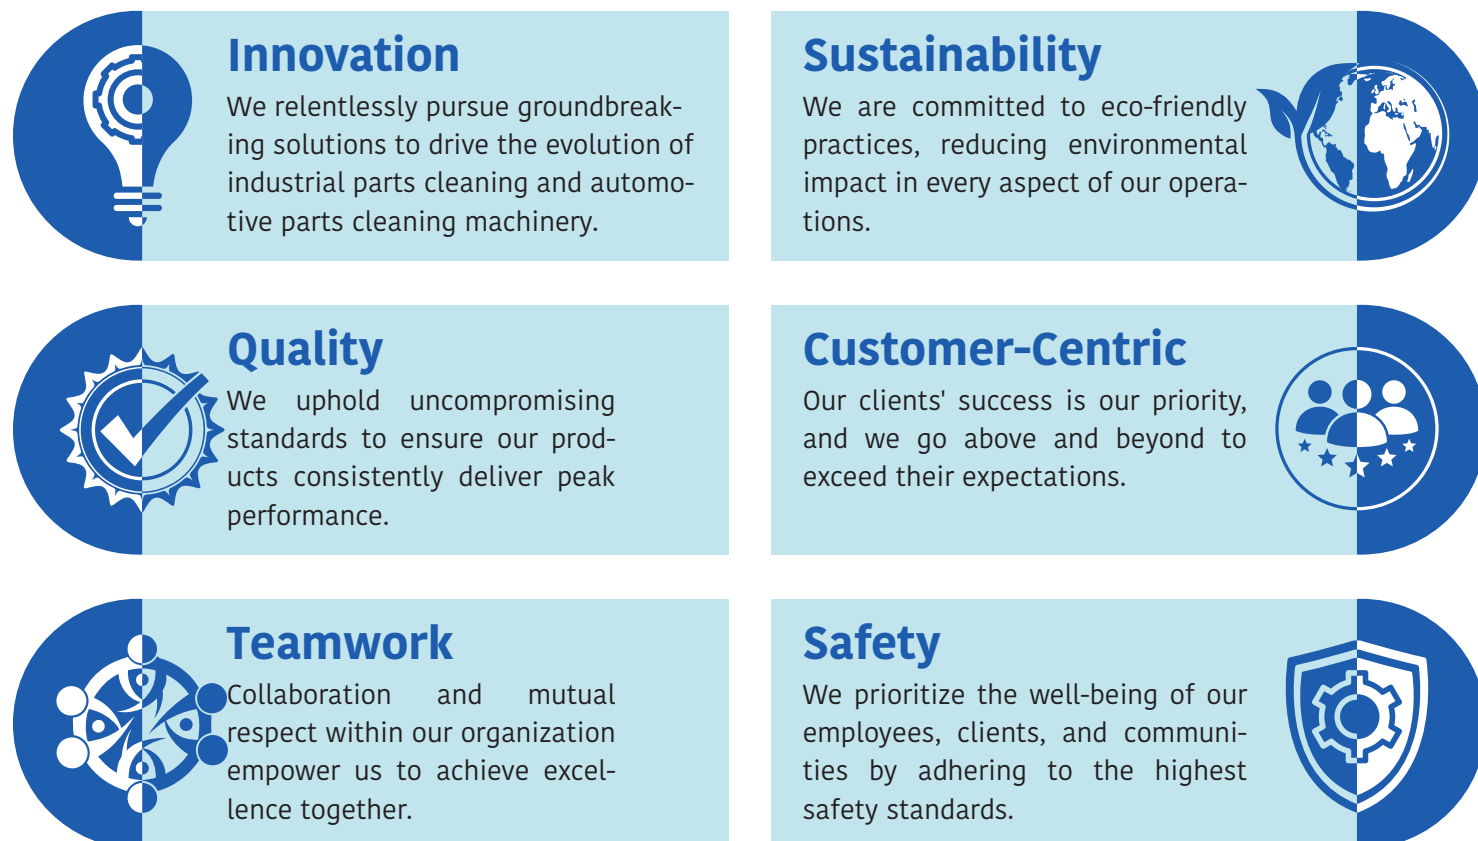 Innovation
We relentlessly pursue groundbreak-
ing solutions to drive the evolution of
industrial parts cleaning and automo-
tive parts cleaning machinery.
Sustainability
We are committed to eco-friendly
practices, reducing environmental
impact in every aspect of our opera-
tions.
Quality
We uphold uncompromising
standards to ensure our prod-
ucts consistently deliver peak
performance.
Customer-Centric
Our clients' success is our priority,
and we go above and beyond to
exceed their expectations.
Teamwork
Collaboration and mutual
respect within our organization
empower us to achieve excel-
lence together.
Safety
We prioritize the well-being of our
employees, clients, and communi-
ties by adhering to the highest
safety standards.